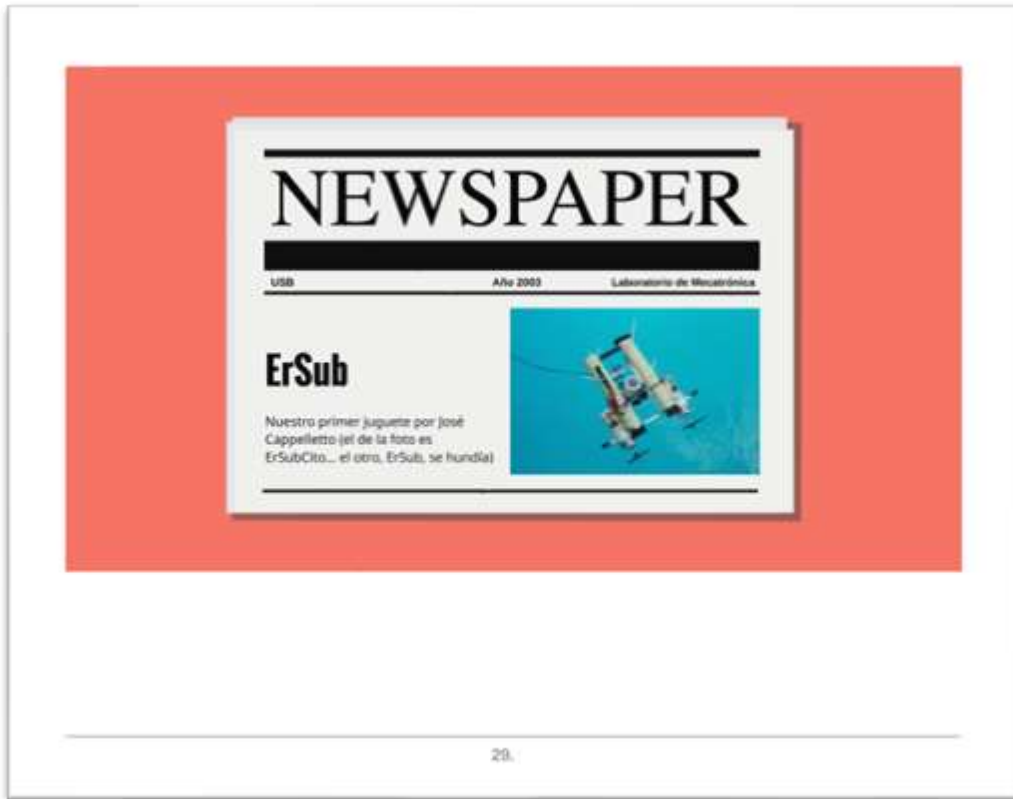 NEWSPAPER
USB Año 2003 Laboratorio de Mecatrónica
ErSub
Nuestro primer juguete por José
Cappelletto (el de la foto es
ErSubCito... el otro, ErSub, se hundía)
29.